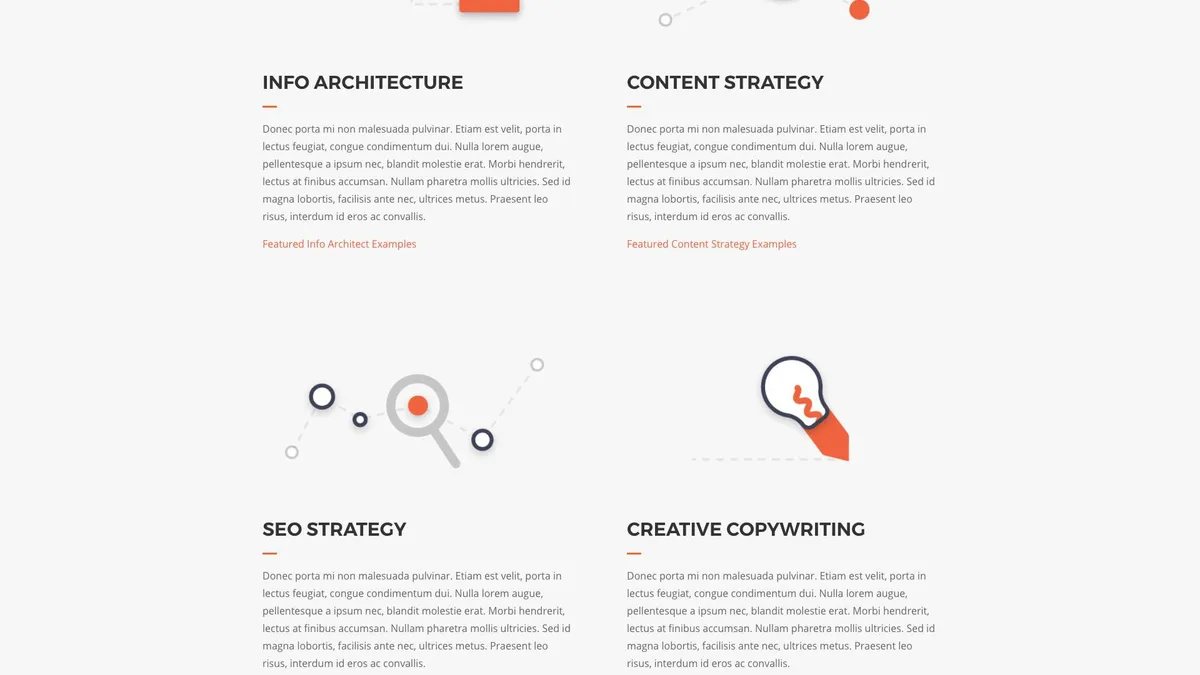 INFO ARCHITECTURE
Donec porta mi non malesuada pulvinar. Etiam est velit, porta in
lectus feugiat, congue condimentum dui. Nulla lorem augue,
pellentesque a ipsum nec, blandit molestie erat. Morbi hendrerit,
lectus at finibus accumsan. Nullam pharetra mollis ultricies. Sed id
magna lobortis, facilisis ante nec, ultrices metus. Praesent leo
risus, interdum id eros ac convallis.
Featured Info Architect Examples
CONTENT STRATEGY
Donec porta mi non malesuada pulvinar. Etiam est velit, porta in
lectus feugiat, congue condimentum dui. Nulla lorem augue,
pellentesque a ipsum nec, blandit molestie erat. Morbi hendrerit,
lectus at finibus accumsan. Nullam pharetra mollis ultricies. Sed id
magna lobortis, facilisis ante nec, ultrices metus. Praesent leo
risus, interdum id eros ac convallis.
Featured Content Strategy Examples
SEO STRATEGY
Donec porta mi non malesuada pulvinar. Etiam est velit, porta in
lectus feugiat, congue condimentum dui. Nulla lorem augue,
pellentesque a ipsum nec, blandit molestie erat. Morbi hendrerit,
lectus at finibus accumsan. Nullam pharetra mollis ultricies. Sed id
magna lobortis, facilisis ante nec, ultrices metus. Praesent leo
risus, interdum id eros ac convallis.
CREATIVE COPYWRITING
Donec porta mi non malesuada pulvinar. Etiam est velit, porta in
lectus feugiat, congue condimentum dui. Nulla lorem augue,
pellentesque a ipsum nec, blandit molestie erat. Morbi hendrerit,
lectus at finibus accumsan. Nullam pharetra mollis ultricies. Sed id
magna lobortis, facilisis ante nec, ultrices metus. Praesent leo
risus, interdum id eros ac convallis.